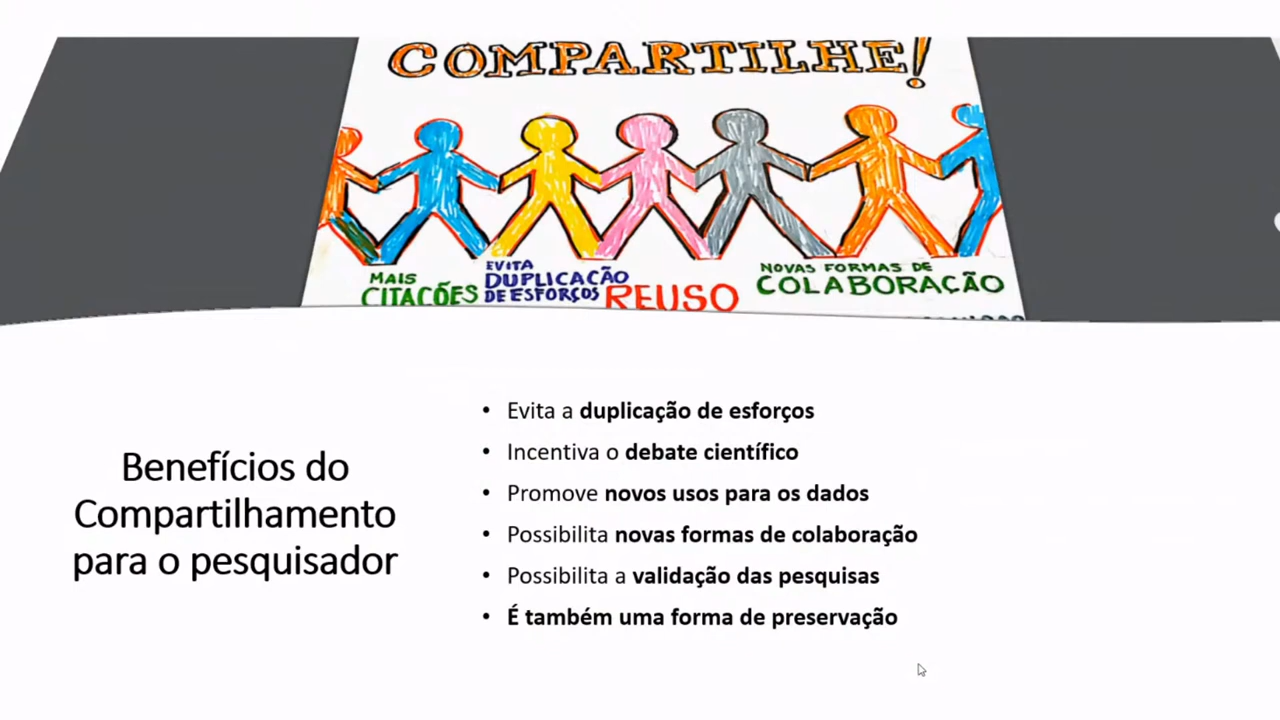 COMPARTILHE!
MAIS
CITAÇÕES
EVITA
DUPLICAÇÃO
DE ESFORÇOS
REUSO
NOVAS FORMAS DE
COLABORAÇÃO
Benefícios do
Compartilhamento
para o pesquisador
• Evita a duplicação de esforços
• Incentiva o debate científico
• Promove novos usos para os dados
• Possibilita novas formas de colaboração
• Possibilita a validação das pesquisas
• É também uma forma de preservação